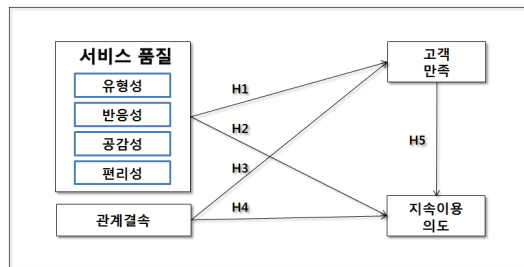 서비스 품질
유형성
반응성
공감성
편리성
관계결속
H1
H2
H3
H4
고객
만족
H5
지속이용
의도